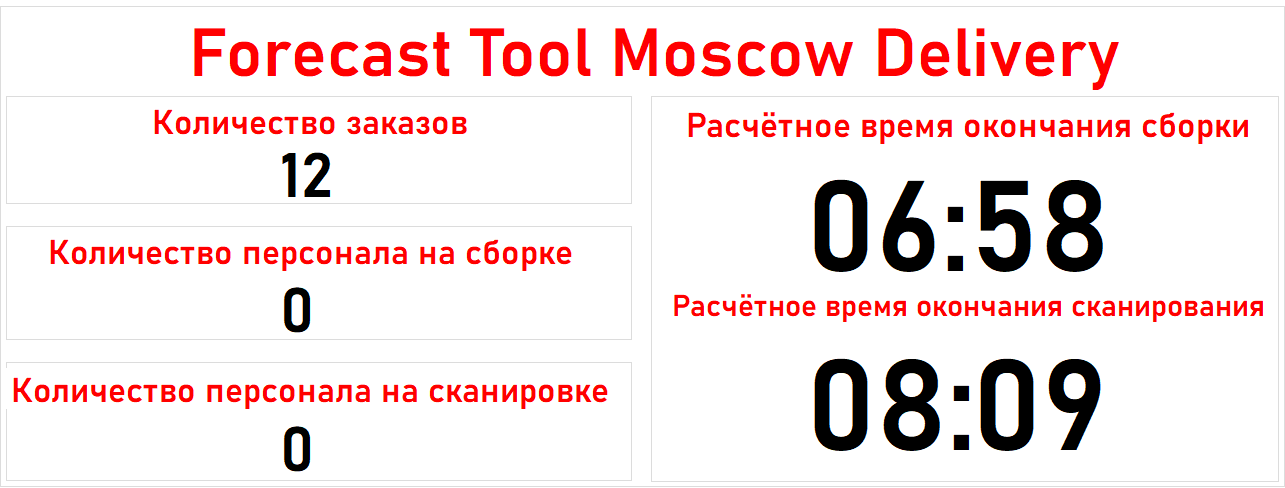 Forecast Tool Moscow Delivery
Количество заказов
12
Количество персонала на сборке
0
Количество персонала на сканировке
0
Расчётное время окончания сборки
06:58
Расчётное время окончания сканирования
08:09